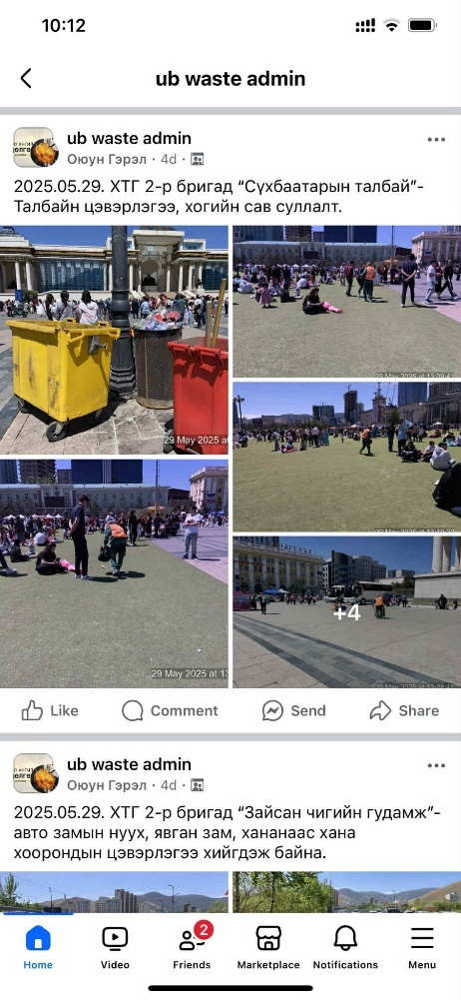 10:12
ub waste admin
ub waste admin
Оюун Гэрэл · 4d ·
2025.05.29. ХТГ 2-р бригад “Сүхбаатарын талбай”-
Талбайн цэвэрлэгээ, хогийн сав суллалт.
29 May 2025 at
29 May 2025 at 13
+4
Like
Comment
Send
Share
ub waste admin
Оюун Гэрэл · 4d ·
2025.05.29. ХТГ 2-р бригад “Зайсан чигийн гудамж”-
авто замын нуух, явган зам, хананаас хана
хоорондын цэвэрлэгээ хийгдэж байна.
2
Home
Video
Friends
Marketplace
Notifications
Menu